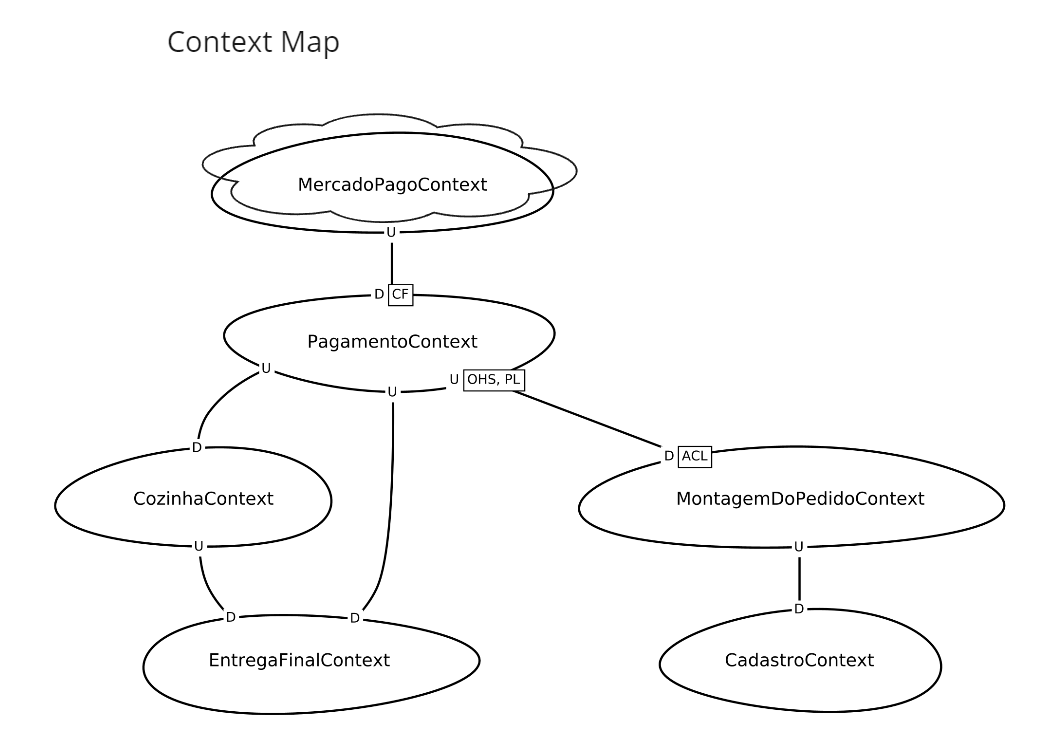 Context Map
MercadoPagoContext
U
D CF
PagamentoContext
U
U
U OHS, PL
D
D ACL
CozinhaContext
MontagemDoPedidoContext
U
U
D
D
D
EntregaFinalContext
CadastroContext